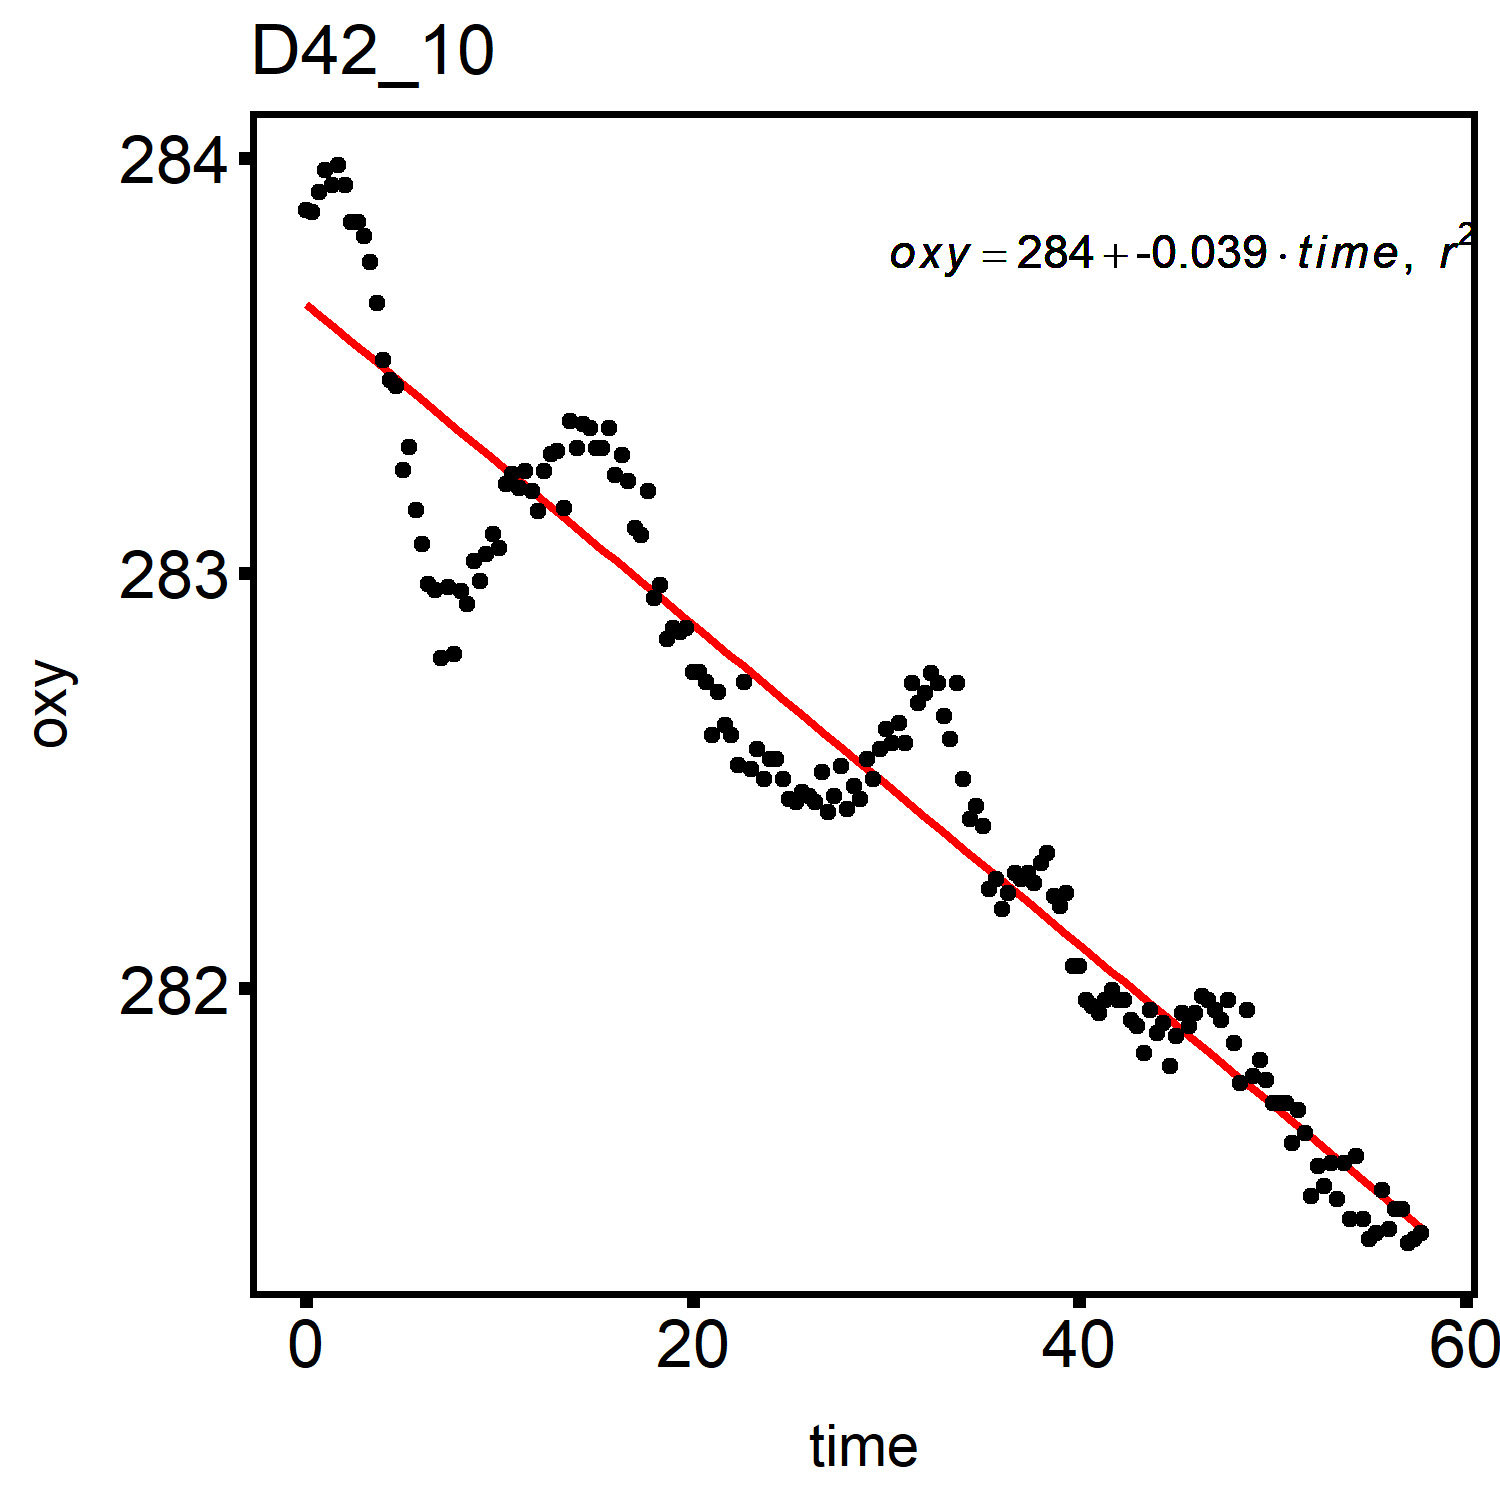 D42_10
284
oxy = 284 + -0.039 · time, r²
283
oxy
282
0 20 40 60
time